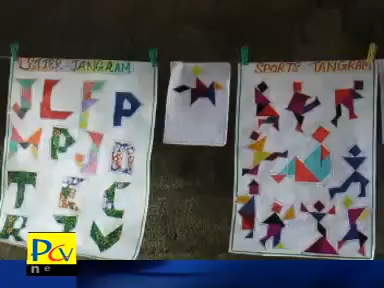 LETTER-TANGRAM
SPORTS TANGRAM
J L F P
M P J
T E C
PCV
n e